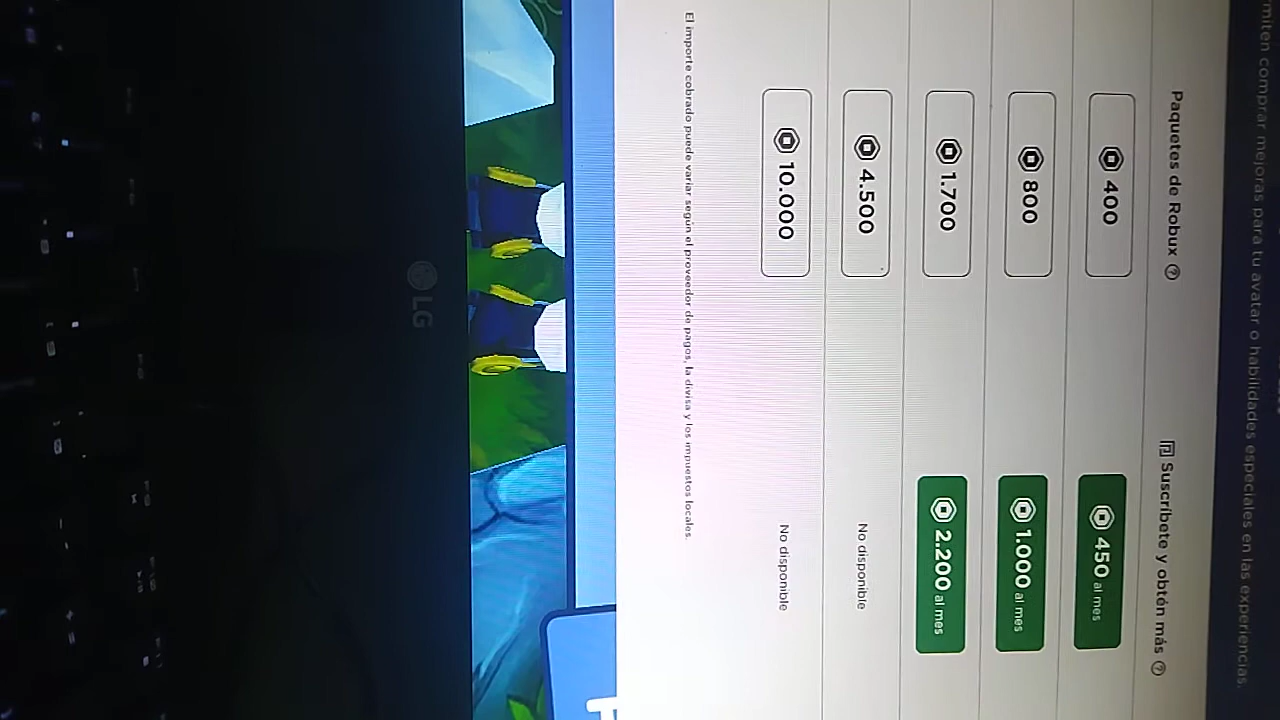 miten comprar mejoras para tu avatar o habilidades especiales en las experiencias.
Paquetes de Robux Suscríbete y obtén más
400 450 al mes
800 1.000 al mes
1.700 2.200 al mes
4.500 No disponible
10.000 No disponible
El importe cobrado puede variar según el proveedor de pagos, la divisa y los impuestos locales.
LG